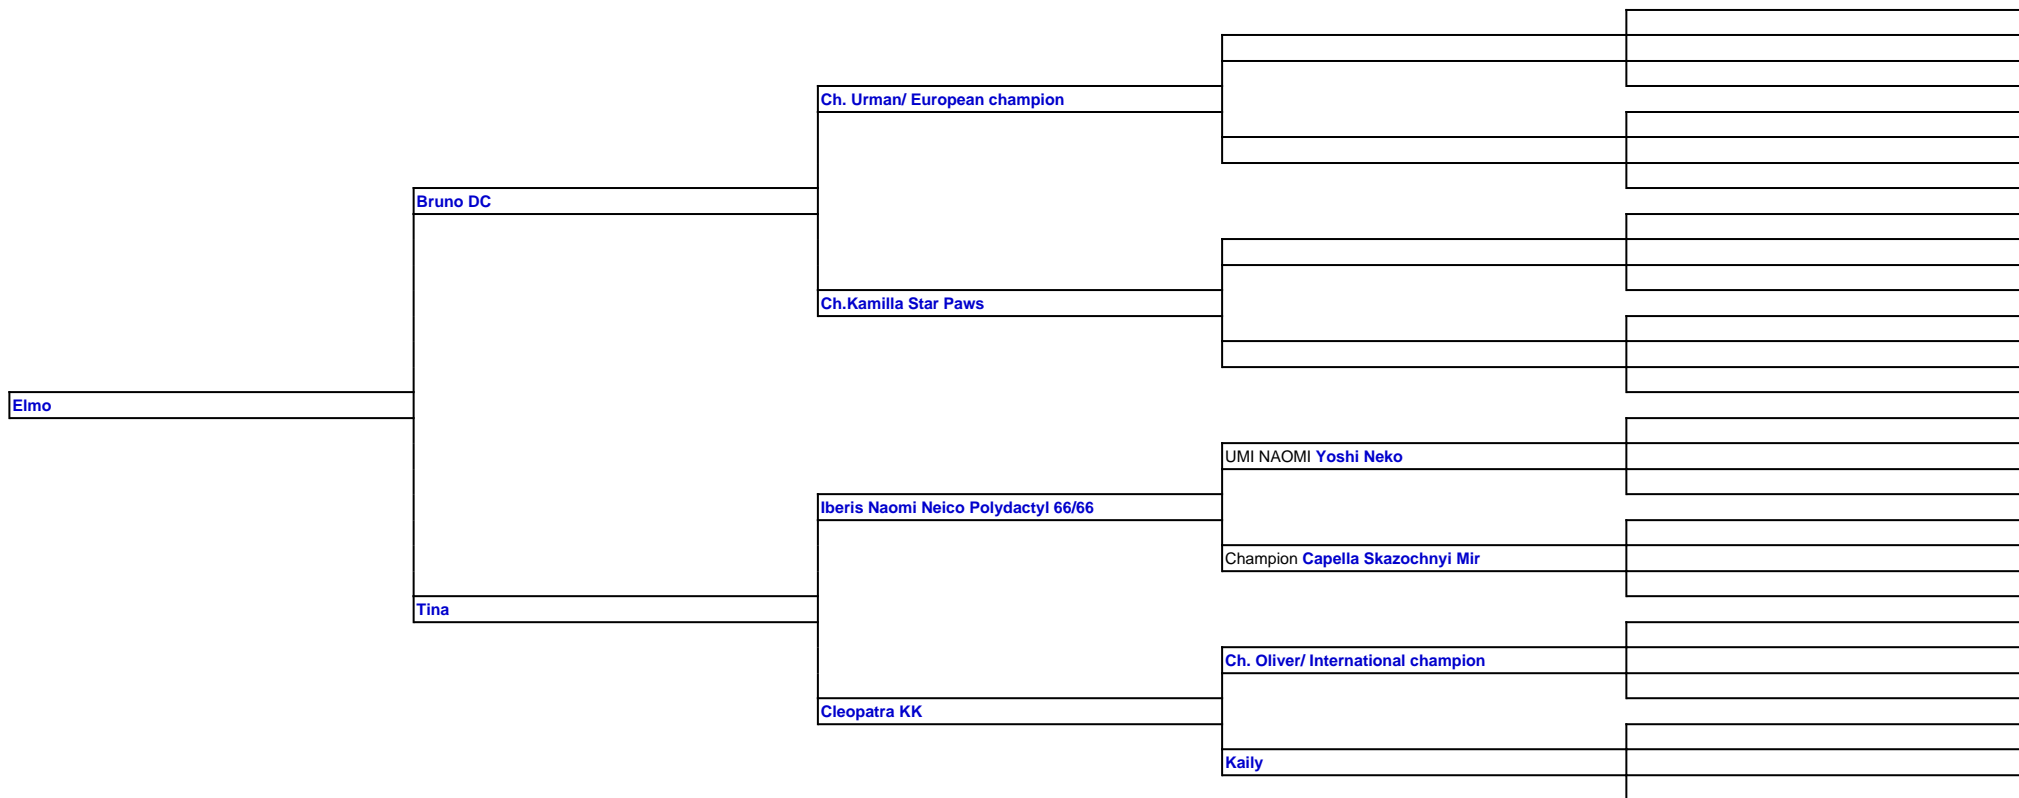 Ch. Urman/ European champion
Bruno DC
Ch.Kamilla Star Paws
Elmo
UMI NAOMI Yoshi Neko
Iberis Naomi Neico Polydactyl 66/66
Champion Capella Skazochnyi Mir
Tina
Ch. Oliver/ International champion
Cleopatra KK
Kaily